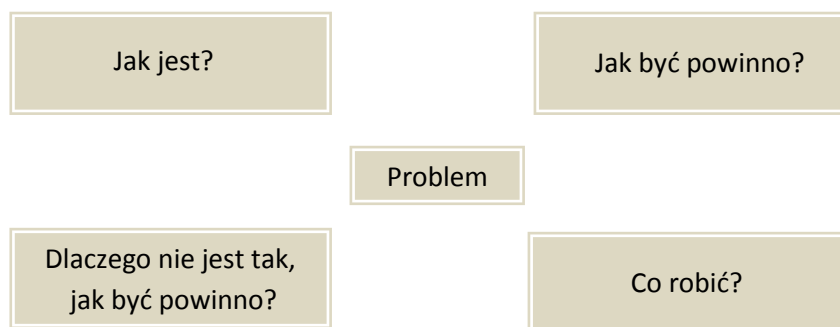 Jak jest?
Jak być powinno?
Problem
Dlaczego nie jest tak,
jak być powinno?
Co robić?